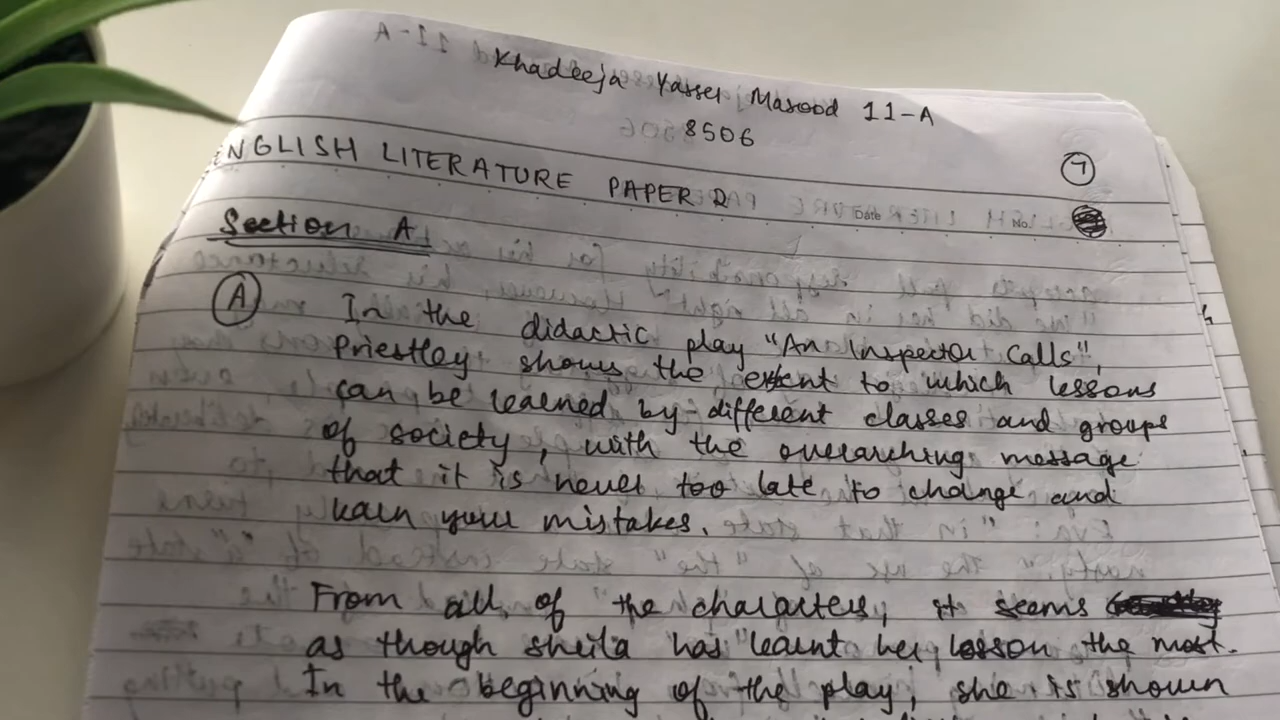 Khadeeja Yasser Masood 11-A
8506
ENGLISH LITERATURE PAPER 2
7
Date
No.
Section A
A
In the didactic play "An Inspector Calls",
Priestley shows the extent to which lessons
can be learned by different classes and groups
of society, with the overarching message
that it is never too late to change and
learn your mistakes.
From all of the characters, it seems
as though sheila has learnt her lesson the most.
In the beginning of the play, she is shown